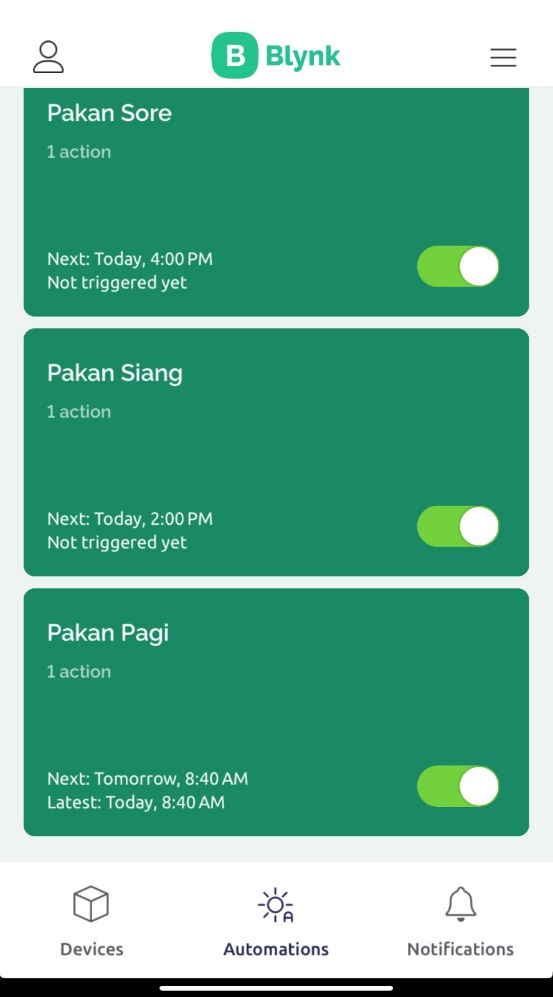 B Blynk
Pakan Sore
1 action
Next: Today, 4:00 PM
Not triggered yet
Pakan Siang
1 action
Next: Today, 2:00 PM
Not triggered yet
Pakan Pagi
1 action
Next: Tomorrow, 8:40 AM
Latest: Today, 8:40 AM
A
Devices
Automations
Notifications